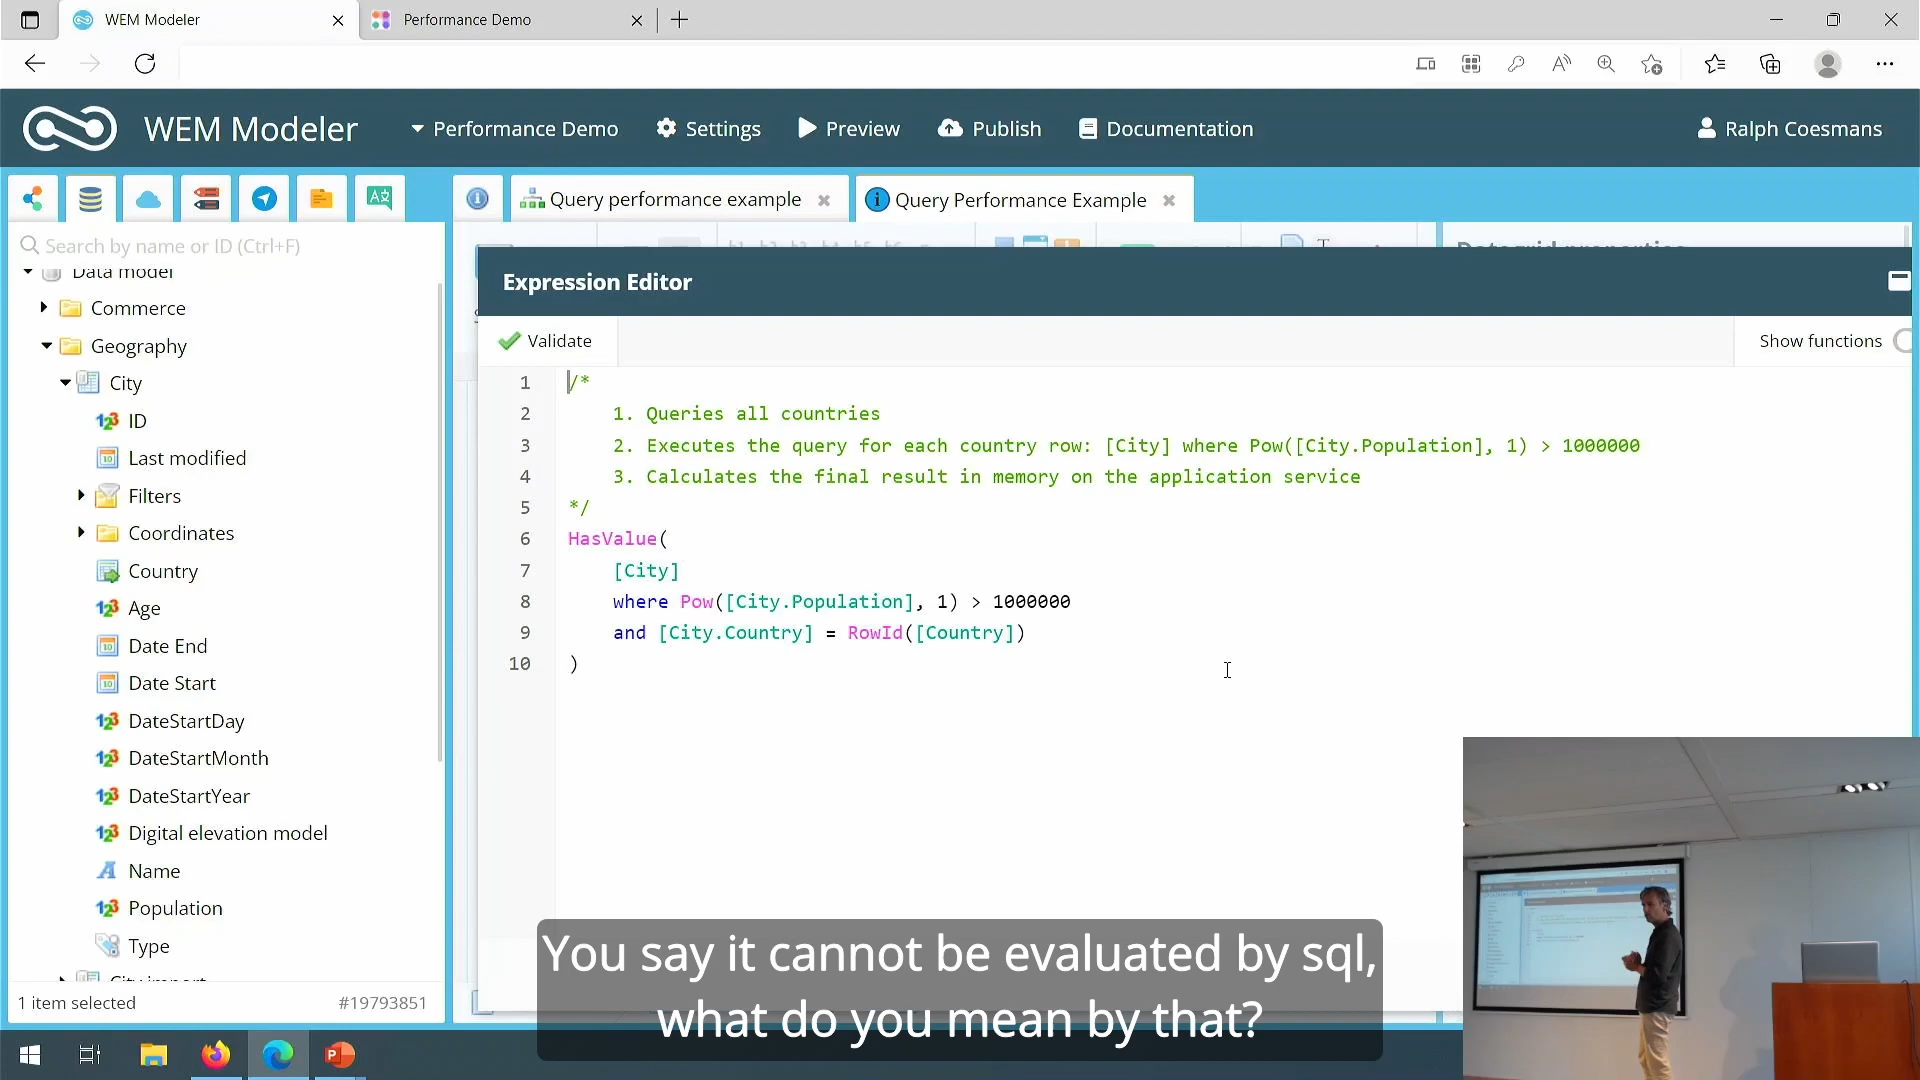 WEM Modeler
Performance Demo
WEM Modeler
Performance Demo
Settings
Preview
Publish
Documentation
Ralph Coesmans
Query performance example
Query Performance Example
Search by name or ID (Ctrl+F)
Data model
Commerce
Geography
City
ID
Last modified
Filters
Coordinates
Country
Age
Date End
Date Start
DateStartDay
DateStartMonth
DateStartYear
Digital elevation model
Name
Population
Type
City import
1 item selected
#19793851
Datagrid properties
Expression Editor
Validate
Show functions
1 /*
2 1. Queries all countries
3 2. Executes the query for each country row: [City] where Pow([City.Population], 1) > 1000000
4 3. Calculates the final result in memory on the application service
5 */
6 HasValue(
7 [City]
8 where Pow([City.Population], 1) > 1000000
9 and [City.Country] = RowId([Country])
10 )
You say it cannot be evaluated by sql,
what do you mean by that?